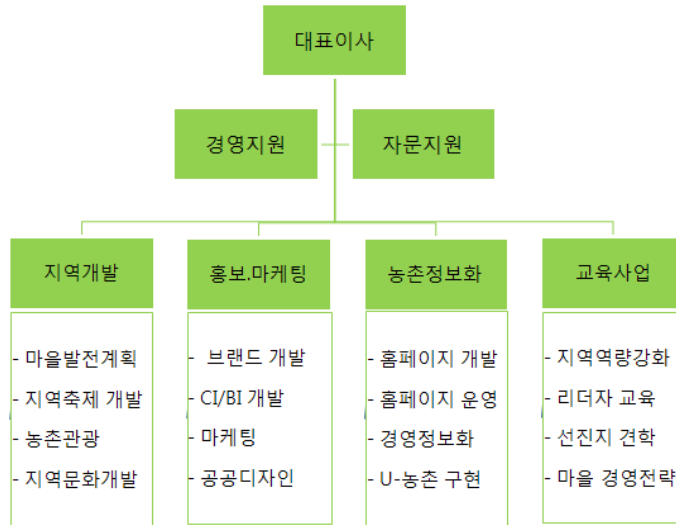 대표이사
경영지원
자문지원
지역개발
- 마을발전계획
- 지역축제 개발
- 농촌관광
- 지역문화개발
홍보.마케팅
- 브랜드 개발
- CI/BI 개발
- 마케팅
- 공공디자인
농촌정보화
- 홈페이지 개발
- 홈페이지 운영
- 경영정보화
- U-농촌 구현
교육사업
- 지역역량강화
- 리더자 교육
- 선진지 견학
- 마을 경영전략